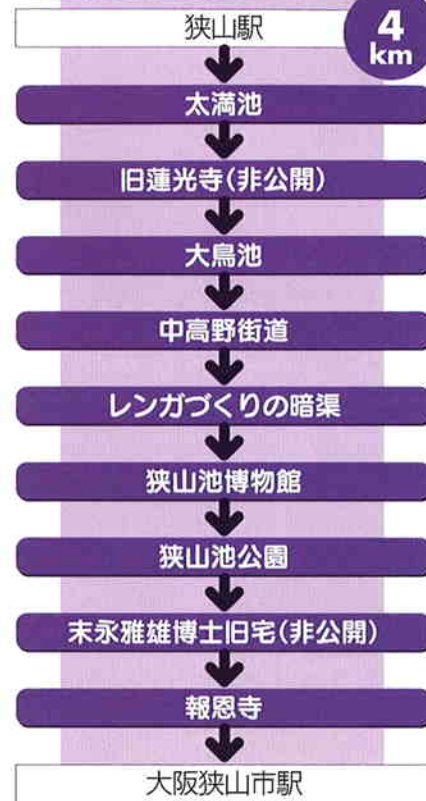 狭山駅
4
km
太満池
旧蓮光寺(非公開)
大鳥池
中高野街道
レンガづくりの暗渠
狭山池博物館
狭山池公園
末永雅雄博士旧宅(非公開)
報恩寺
大阪狭山市駅